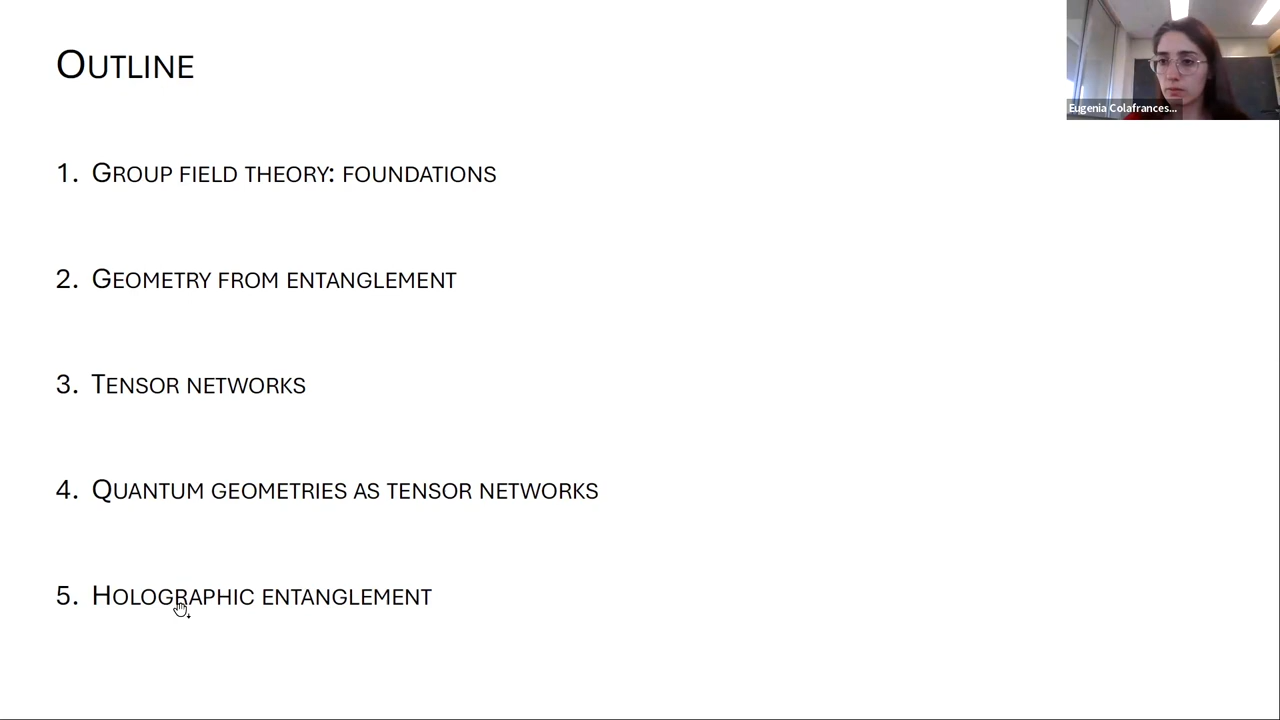 OUTLINE
Eugenia Colafrances...
1. GROUP FIELD THEORY: FOUNDATIONS
2. GEOMETRY FROM ENTANGLEMENT
3. TENSOR NETWORKS
4. QUANTUM GEOMETRIES AS TENSOR NETWORKS
5. HOLOGRAPHIC ENTANGLEMENT